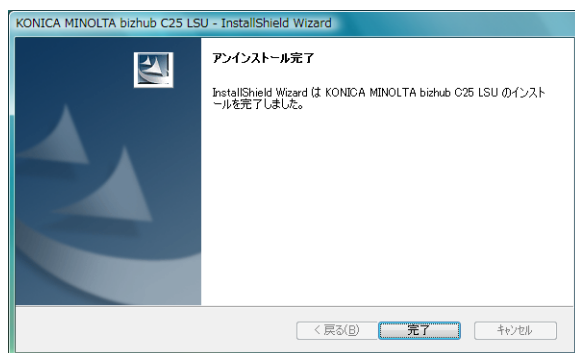 KONICA MINOLTA bizhub C25 LSU - InstallShield Wizard
アンインストール完了
InstallShield Wizard は KONICA MINOLTA bizhub C25 LSU のインスト
ールを完了しました。
< 戻る(B) 完了 キャンセル